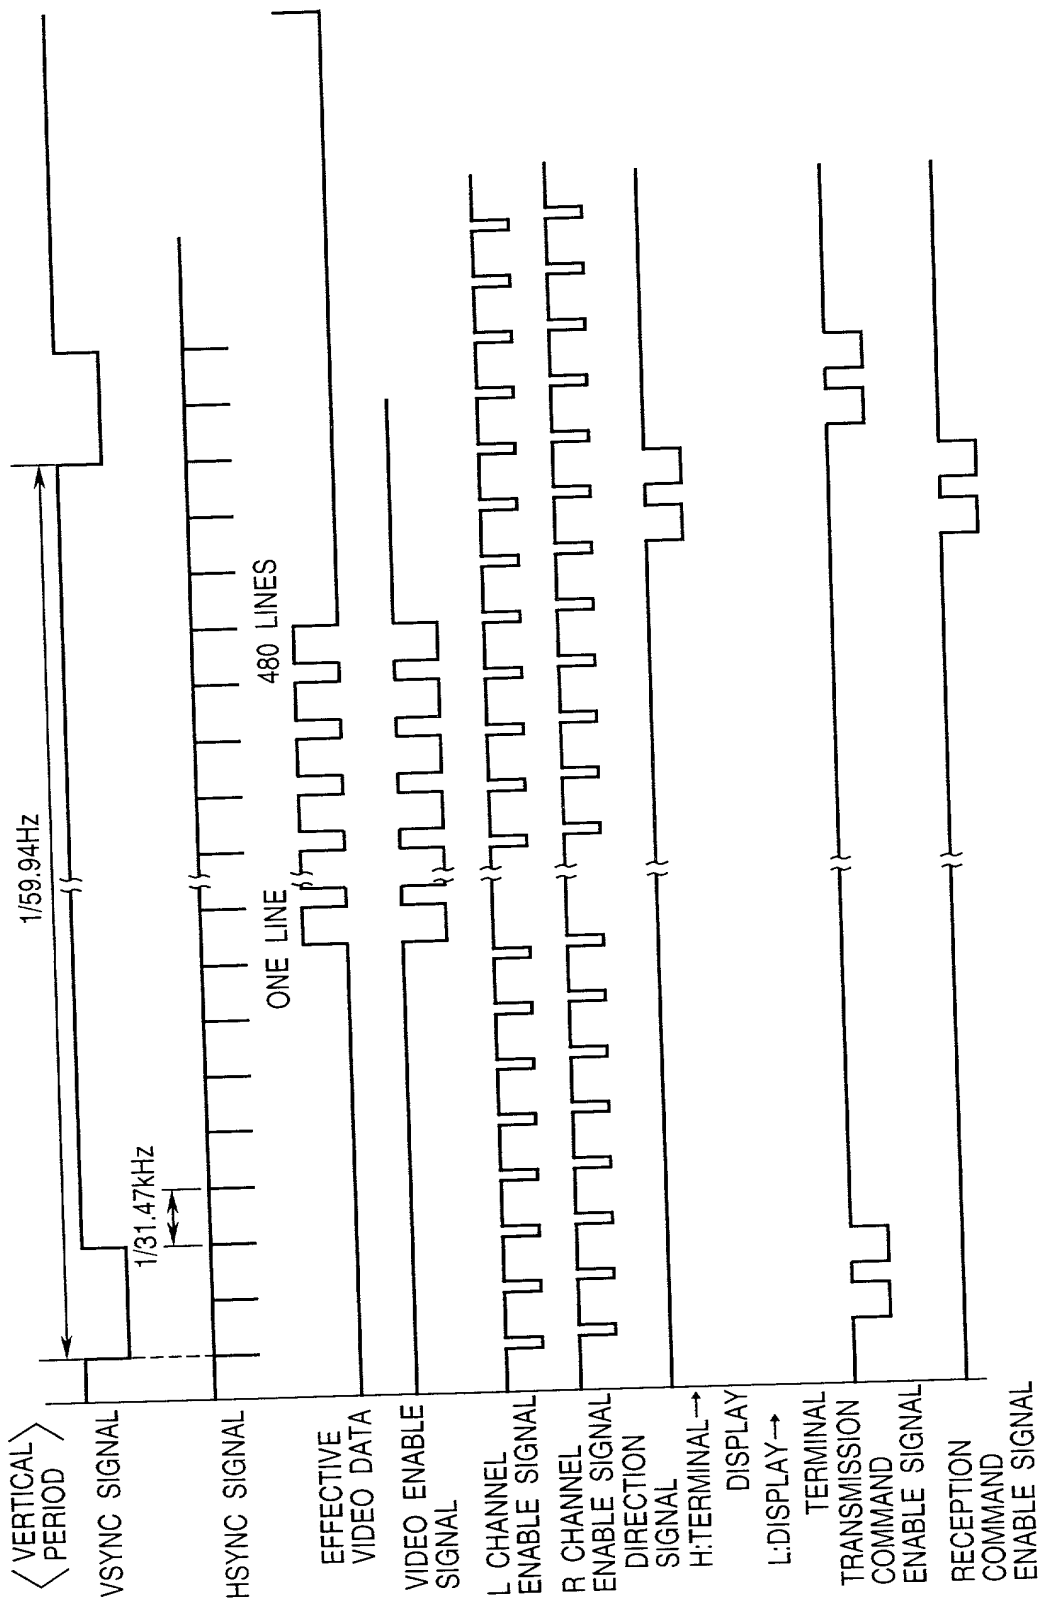 〈 VERTICAL
PERIOD 〉
VSYNC SIGNAL
1/59.94Hz
1/31.47kHz
HSYNC SIGNAL
ONE LINE
480 LINES
EFFECTIVE
VIDEO DATA
VIDEO ENABLE
SIGNAL
L CHANNEL
ENABLE SIGNAL
R CHANNEL
ENABLE SIGNAL
DIRECTION
SIGNAL
H:TERMINAL→
DISPLAY
L:DISPLAY→
TERMINAL
TRANSMISSION
COMMAND
ENABLE SIGNAL
RECEPTION
COMMAND
ENABLE SIGNAL